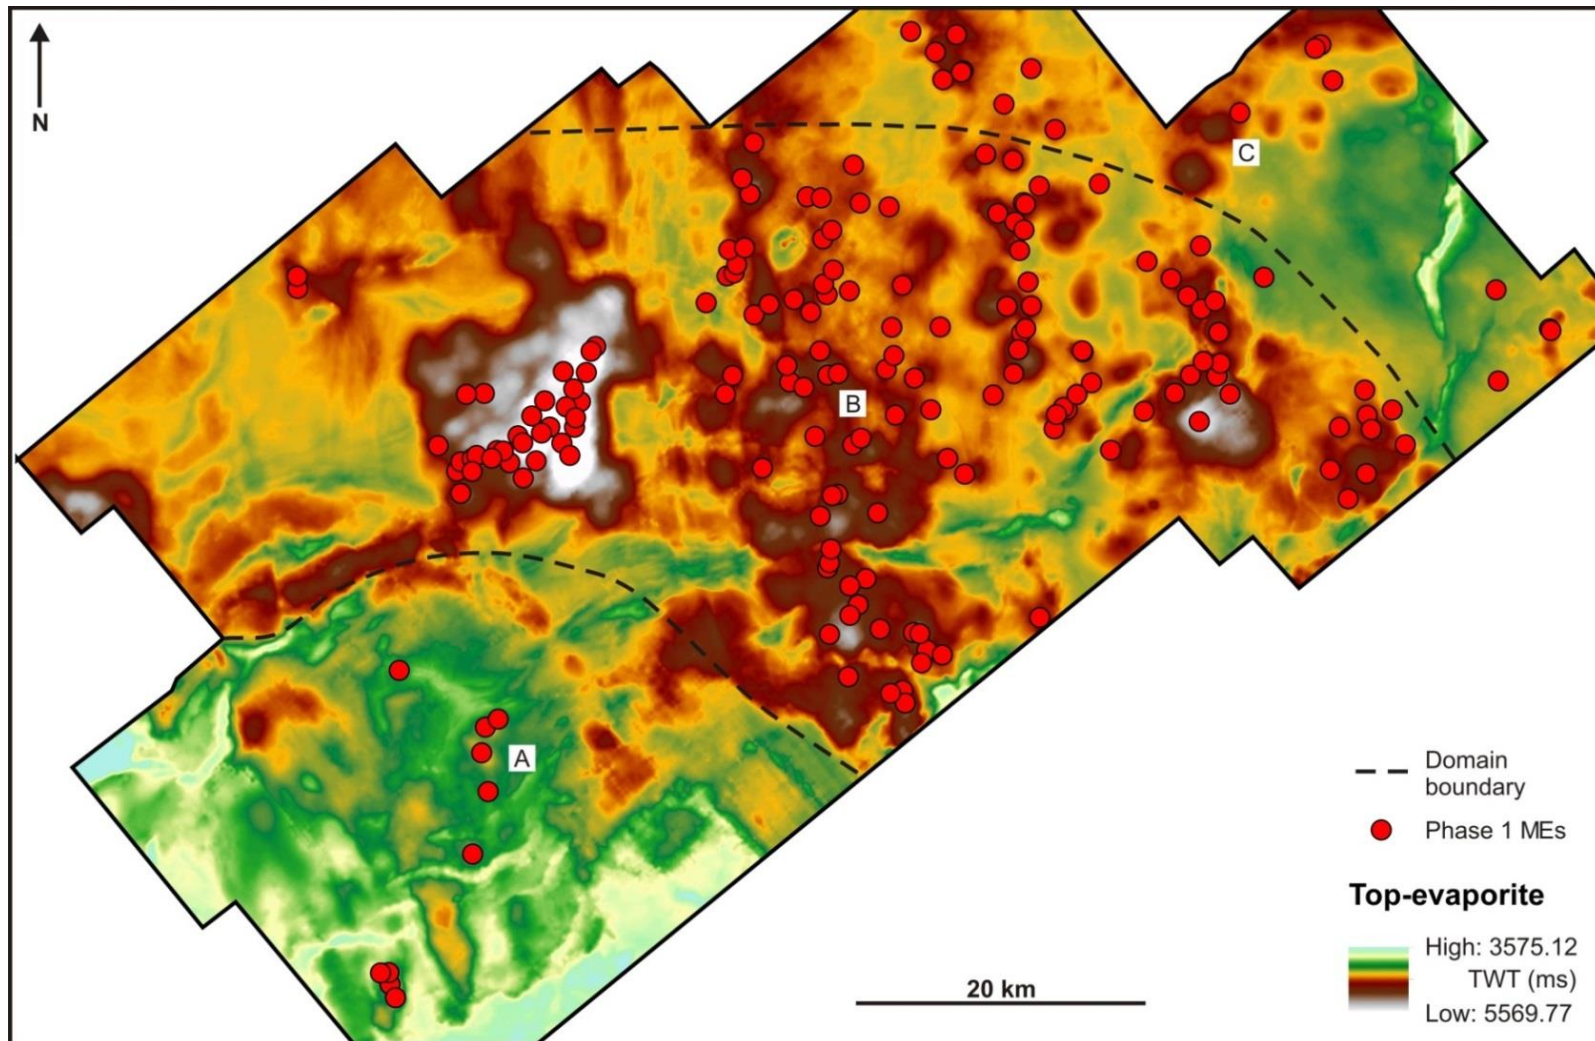 N
C
B
A
Domain
boundary
Phase 1 MEs
Top-evaporite
High: 3575.12
TWT (ms)
Low: 5569.77
20 km